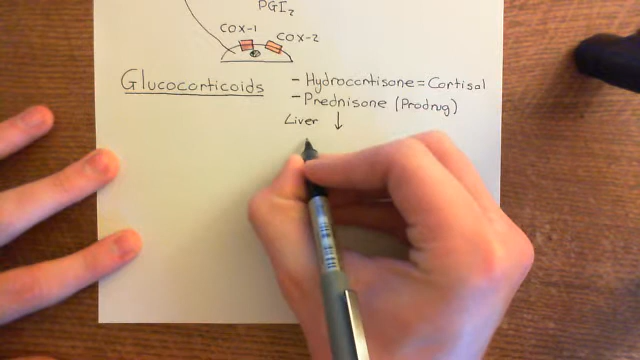 PGI2
COX-1
COX-2
Glucocorticoids
- Hydrocortisone = Cortisol
- Prednisone (Prodrug)
Liver ↓